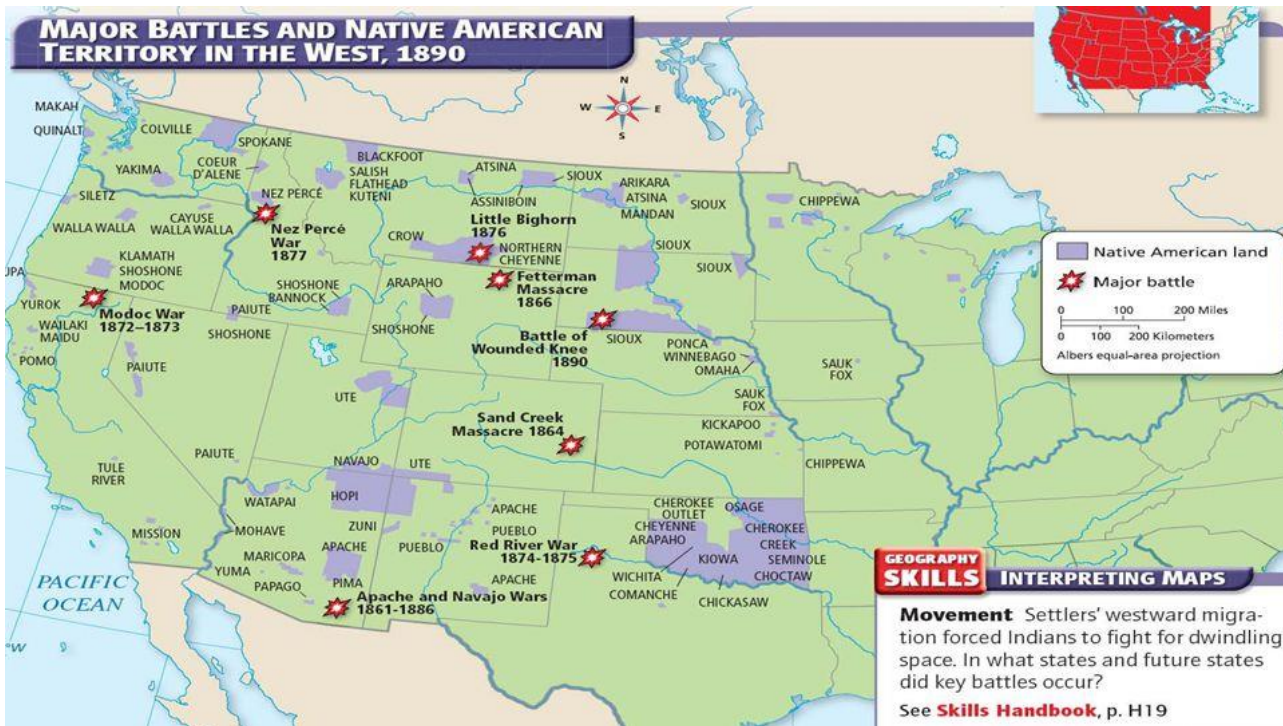 MAJOR BATTLES AND NATIVE AMERICAN
TERRITORY IN THE WEST, 1890
N
W
E
S
MAKAH
QUINALT
COLVILLE
SPOKANE
YAKIMA
COEUR
D'ALENE
BLACKFOOT
SALISH
FLATHEAD
KUTENI
ATSINA
SIOUX
ASSINIBOIN
ARIKARA
ATSINA
MANDAN
SIOUX
CHIPPEWA
SILETZ
NEZ PERCÉ
WALLA WALLA
CAYUSE
WALLA WALLA
Nez Percé
War
1877
Little Bighorn
1876
CROW
NORTHERN
CHEYENNE
SIOUX
SIOUX
KLAMATH
SHOSHONE
MODOC
UPA
YUROK
Modoc War
1872–1873
WAILAKI
MAIDU
POMO
PAIUTE
SHOSHONE
BANNOCK
PAIUTE
SHOSHONE
ARAPAHO
SHOSHONE
Fetterman
Massacre
1866
Battle of
Wounded Knee
1890
SIOUX
PONCA
WINNEBAGO
OMAHA
SAUK
FOX
SAUK
FOX
UTE
Sand Creek
Massacre 1864
KICKAPOO
POTAWATOMI
CHIPPEWA
PAIUTE
TULE
RIVER
NAVAJO
UTE
WATAPAI
HOPI
MOHAVE
MISSION
ZUNI
APACHE
PUEBLO
PUEBLO
MARICOPA
APACHE
YUMA
PAPAGO
PIMA
APACHE
Red River War
1874-1875
Apache and Navajo Wars
1861-1886
CHEROKEE
OUTLET
OSAGE
CHEYENNE
ARAPAHO
CHEROKEE
CREEK
SEMINOLE
CHOCTAW
KIOWA
WICHITA
COMANCHE
CHICKASAW
PACIFIC
OCEAN
°W
Native American land
Major battle
0 100 200 Miles
0 100 200 Kilometers
Albers equal-area projection
GEOGRAPHY
SKILLS
INTERPRETING MAPS
Movement Settlers' westward migra-
tion forced Indians to fight for dwindling
space. In what states and future states
did key battles occur?
See Skills Handbook, p. H19